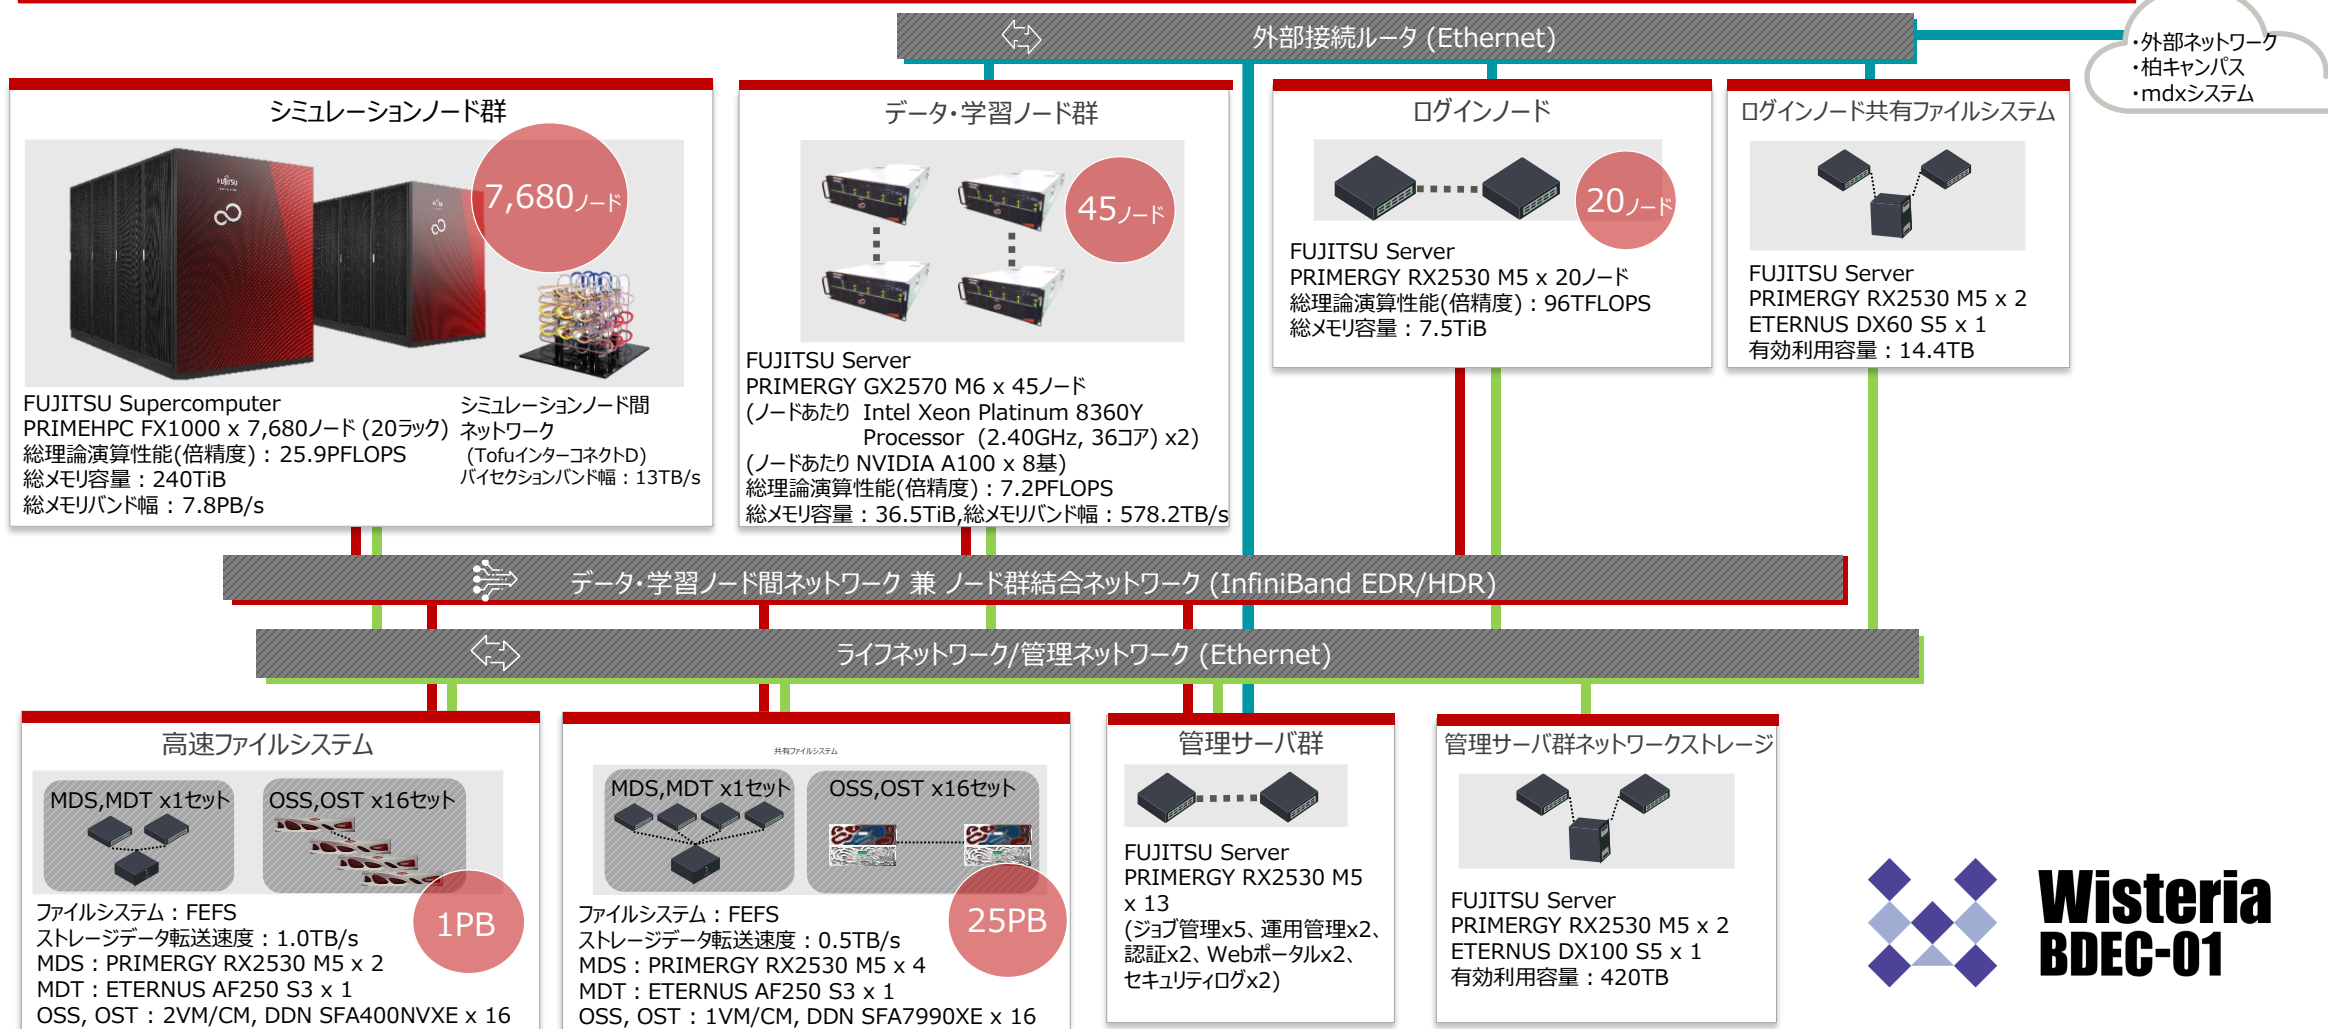 外部接続ルータ (Ethernet)
・外部ネットワーク
・柏キャンパス
・mdxシステム
シミュレーションノード群
FUJITSU
7,680ノード
FUJITSU Supercomputer
PRIMEHPC FX1000 x 7,680ノード (20ラック)
総理論演算性能(倍精度) : 25.9PFLOPS
総メモリ容量 : 240TiB
総メモリバンド幅 : 7.8PB/s
シミュレーションノード間
ネットワーク
(TofuインターコネクトD)
バイセクションバンド幅 : 13TB/s
データ・学習ノード群
45ノード
FUJITSU Server
PRIMERGY GX2570 M6 x 45ノード
(ノードあたり Intel Xeon Platinum 8360Y
Processor (2.40GHz, 36コア) x2)
(ノードあたり NVIDIA A100 x 8基)
総理論演算性能(倍精度) : 7.2PFLOPS
総メモリ容量 : 36.5TiB,総メモリバンド幅 : 578.2TB/s
ログインノード
20ノード
FUJITSU Server
PRIMERGY RX2530 M5 x 20ノード
総理論演算性能(倍精度) : 96TFLOPS
総メモリ容量 : 7.5TiB
ログインノード共有ファイルシステム
FUJITSU Server
PRIMERGY RX2530 M5 x 2
ETERNUS DX60 S5 x 1
有効利用容量 : 14.4TB
データ・学習ノード間ネットワーク 兼 ノード群結合ネットワーク (InfiniBand EDR/HDR)
ライフネットワーク/管理ネットワーク (Ethernet)
高速ファイルシステム
MDS,MDT x1セット
OSS,OST x16セット
1PB
ファイルシステム : FEFS
ストレージデータ転送速度 : 1.0TB/s
MDS : PRIMERGY RX2530 M5 x 2
MDT : ETERNUS AF250 S3 x 1
OSS, OST : 2VM/CM, DDN SFA400NVXE x 16
共有ファイルシステム
MDS,MDT x1セット
OSS,OST x16セット
25PB
ファイルシステム : FEFS
ストレージデータ転送速度 : 0.5TB/s
MDS : PRIMERGY RX2530 M5 x 4
MDT : ETERNUS AF250 S3 x 1
OSS, OST : 1VM/CM, DDN SFA7990XE x 16
管理サーバ群
FUJITSU Server
PRIMERGY RX2530 M5
x 13
(ジョブ管理x5、運用管理x2、
認証x2、Webポータルx2、
セキュリティログx2)
管理サーバ群ネットワークストレージ
FUJITSU Server
PRIMERGY RX2530 M5 x 2
ETERNUS DX100 S5 x 1
有効利用容量 : 420TB
Wisteria
BDEC-01